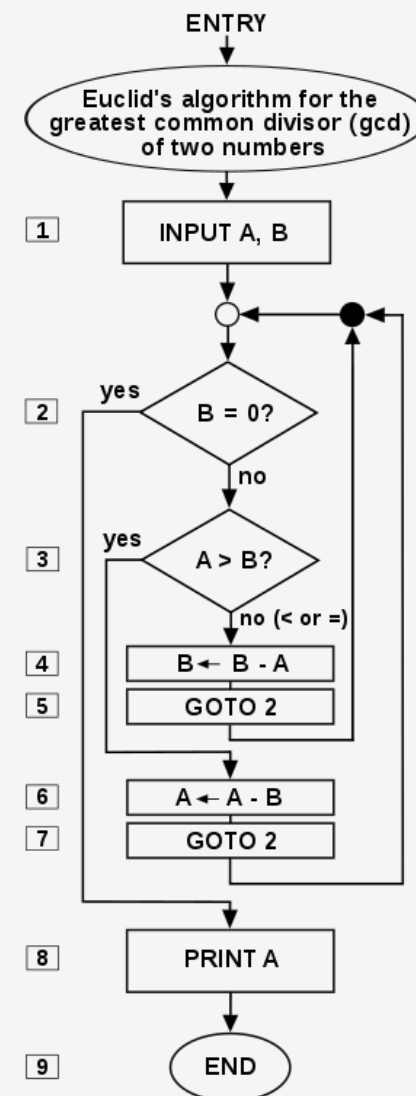 ENTRY
Euclid's algorithm for the
greatest common divisor (gcd)
of two numbers
1
INPUT A, B
yes
2
B = 0?
no
yes
3
A > B?
no (< or =)
4
B ← B - A
5
GOTO 2
6
A ← A - B
7
GOTO 2
8
PRINT A
9
END